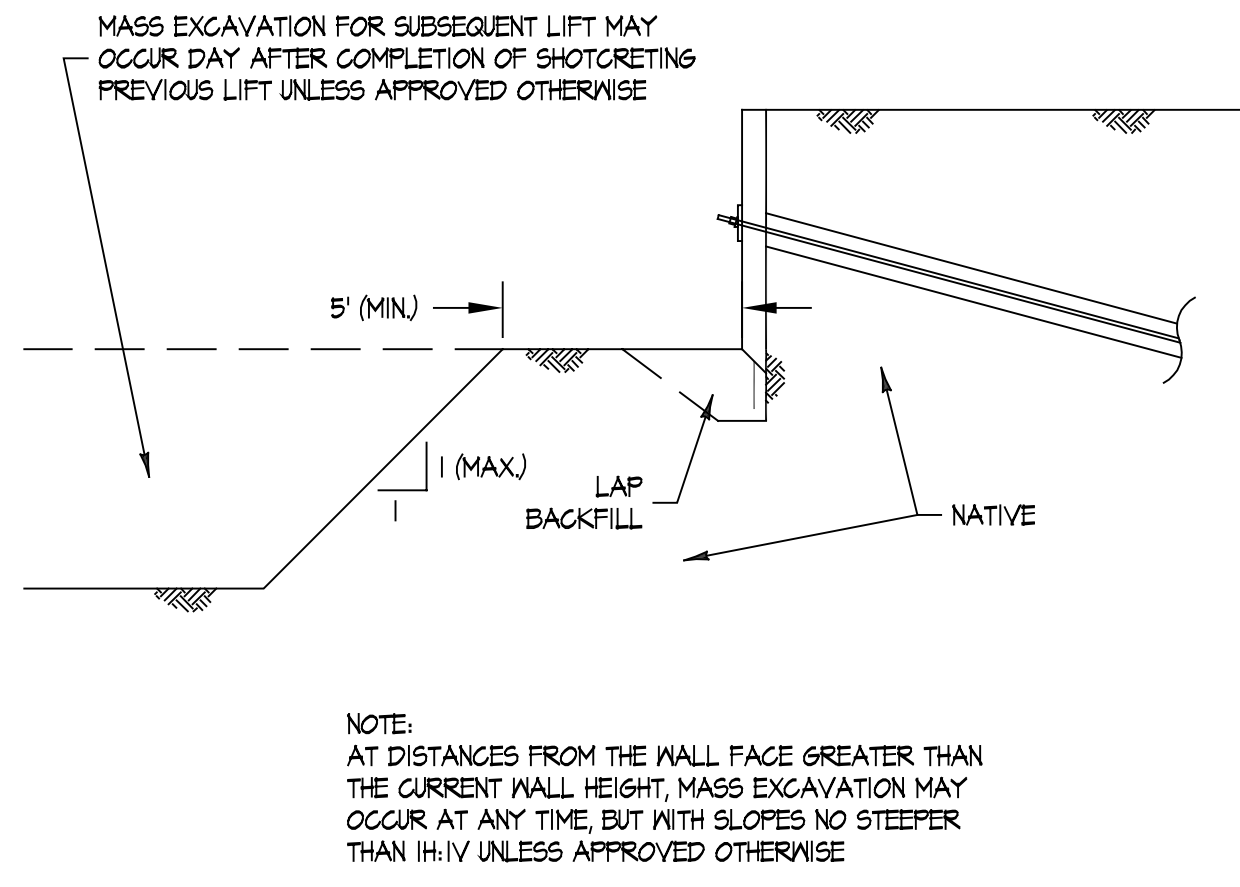 MASS EXCAVATION FOR SUBSEQUENT LIFT MAY
OCCUR DAY AFTER COMPLETION OF SHOTCRETING
PREVIOUS LIFT UNLESS APPROVED OTHERWISE
5' (MIN.)
1 (MAX.)
1
LAP
BACKFILL
NATIVE
NOTE:
AT DISTANCES FROM THE WALL FACE GREATER THAN
THE CURRENT WALL HEIGHT, MASS EXCAVATION MAY
OCCUR AT ANY TIME, BUT WITH SLOPES NO STEEPER
THAN 1H:1V UNLESS APPROVED OTHERWISE